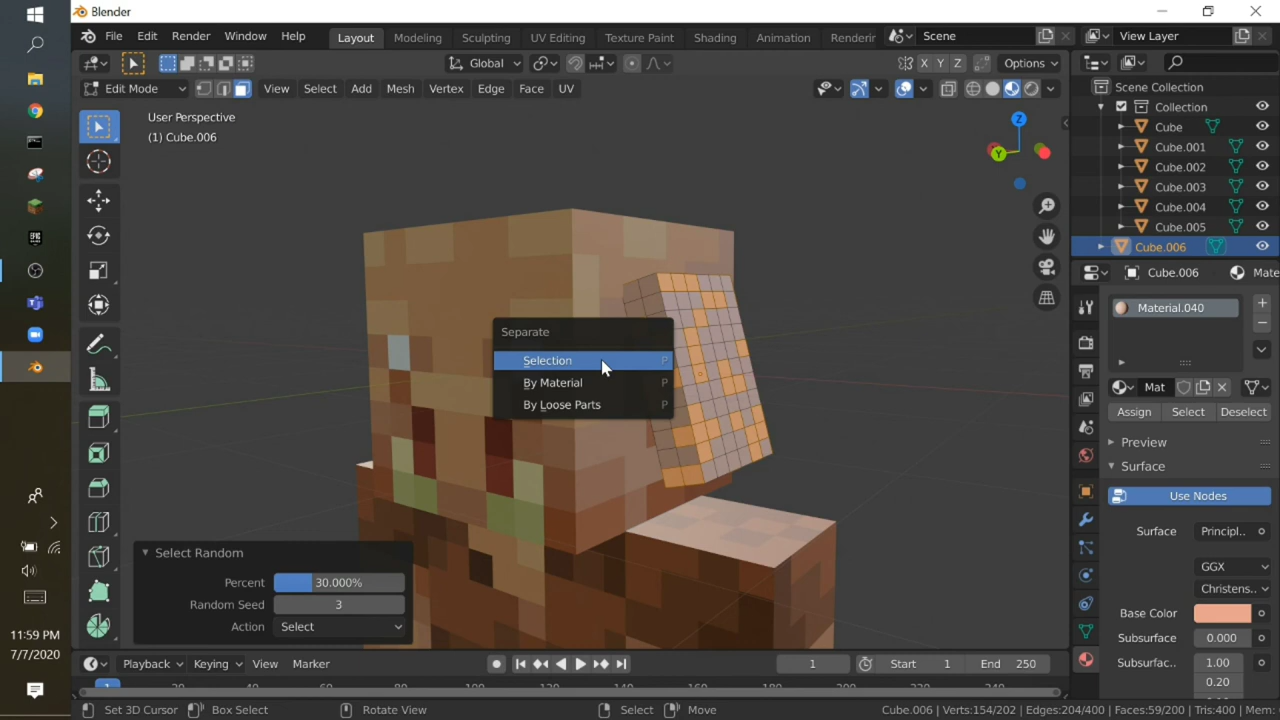 Blender
File Edit Render Window Help Layout Modeling Sculpting UV Editing Texture Paint Shading Animation Renderin Scene View Layer
Global X Y Z Options
Edit Mode View Select Add Mesh Vertex Edge Face UV
User Perspective
(1) Cube.006
Z
Y
Scene Collection
Collection
Cube
Cube.001
Cube.002
Cube.003
Cube.004
Cube.005
Cube.006
Cube.006 Mate
Material.040
Mat
Assign Select Deselect
Preview
Surface
Use Nodes
Surface Principl..
GGX
Christens..
Base Color
Subsurface 0.000
Subsurfac.. 1.00
0.20
Separate
Selection P
By Material P
By Loose Parts P
Select Random
Percent 30.000%
Random Seed 3
Action Select
11:59 PM
7/7/2020
Playback Keying View Marker 1 Start 1 End 250
Set 3D Cursor Box Select Rotate View Select Move Cube.006 | Verts:154/202 | Edges:204/400 | Faces:59/200 | Tris:400 | Mem: